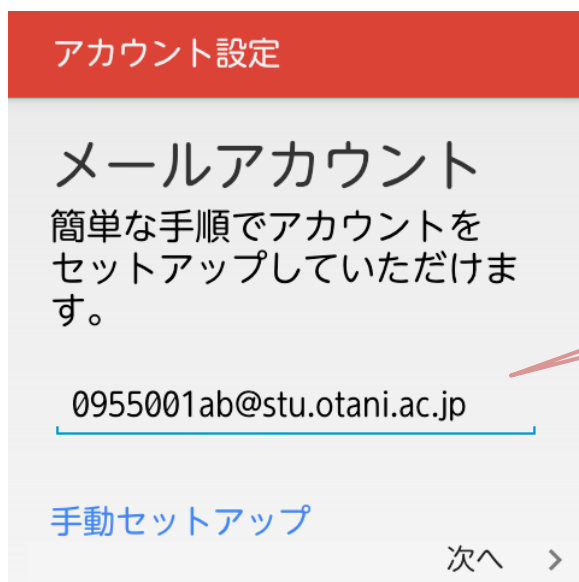 アカウント設定
メールアカウント
簡単な手順でアカウントを
セットアップしていただけま
す。
0955001ab@stu.otani.ac.jp
手動セットアップ
次へ